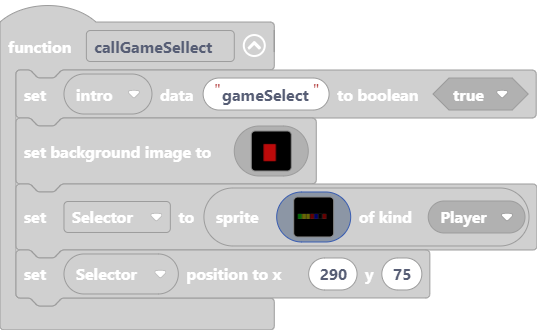 function callGameSellect
set intro data "gameSelect" to boolean true
set background image to
set Selector to sprite of kind Player
set Selector position to x 290 y 75